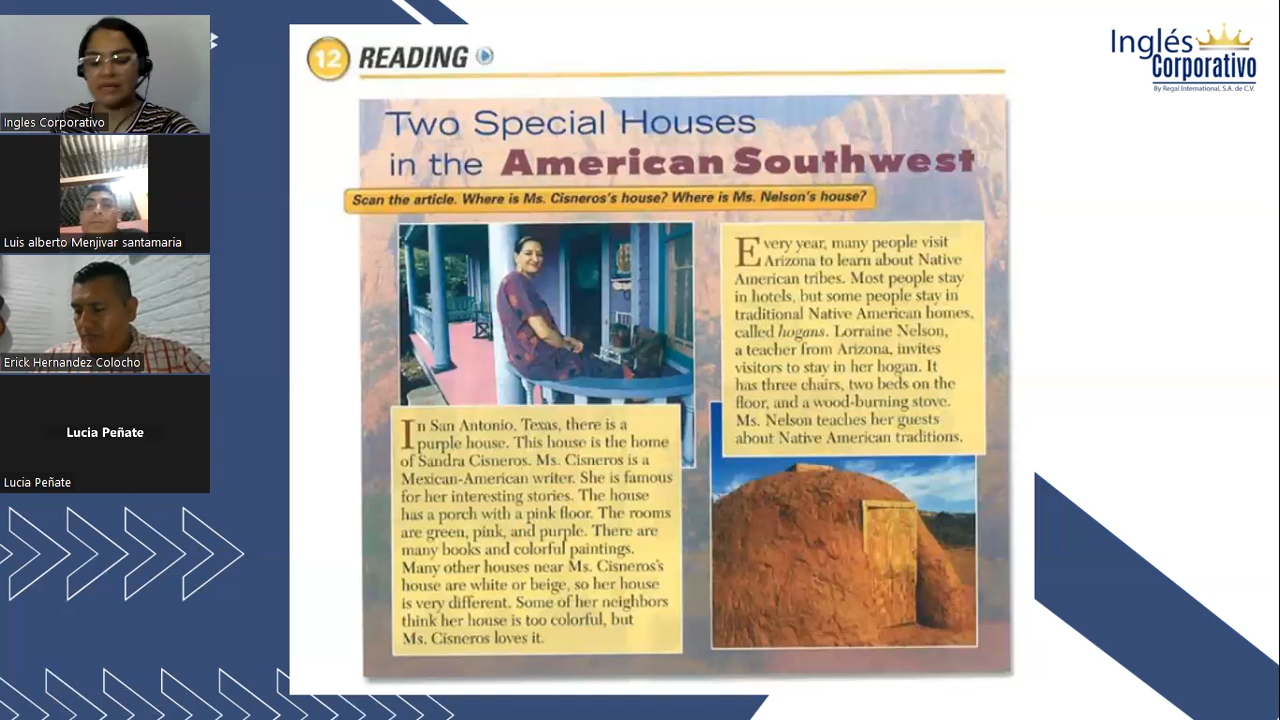 Ingles Corporativo
Luis alberto Menjivar santamaria
Erick Hernandez Colocho
Lucia Peñate
Lucia Peñate
Inglés
Corporativo
By Regal International, S.A. de C.V.
12 READING
Two Special Houses
in the American Southwest
Scan the article. Where is Ms. Cisneros's house? Where is Ms. Nelson's house?
In San Antonio, Texas, there is a
purple house. This house is the home
of Sandra Cisneros. Ms. Cisneros is a
Mexican-American writer. She is famous
for her interesting stories. The house
has a porch with a pink floor. The rooms
are green, pink, and purple. There are
many books and colorful paintings.
Many other houses near Ms. Cisneros's
house are white or beige, so her house
is very different. Some of her neighbors
think her house is too colorful, but
Ms. Cisneros loves it.
Every year, many people visit
Arizona to learn about Native
American tribes. Most people stay
in hotels, but some people stay in
traditional Native American homes,
called hogans. Lorraine Nelson,
a teacher from Arizona, invites
visitors to stay in her hogan. It
has three chairs, two beds on the
floor, and a wood-burning stove.
Ms. Nelson teaches her guests
about Native American traditions.